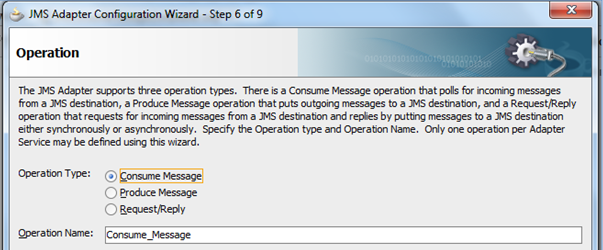 JMS Adapter Configuration Wizard - Step 6 of 9
Operation
The JMS Adapter supports three operation types.  There is a Consume Message operation that polls for incoming messages
from a JMS destination, a Produce Message operation that puts outgoing messages to a JMS destination, and a Request/Reply
operation that requests for incoming messages from a JMS destination and replies by putting messages to a JMS destination
either synchronously or asynchronously.  Specify the Operation type and Operation Name.  Only one operation per Adapter
Service may be defined using this wizard.
Operation Type: Consume Message
Produce Message
Request/Reply
Operation Name: Consume_Message